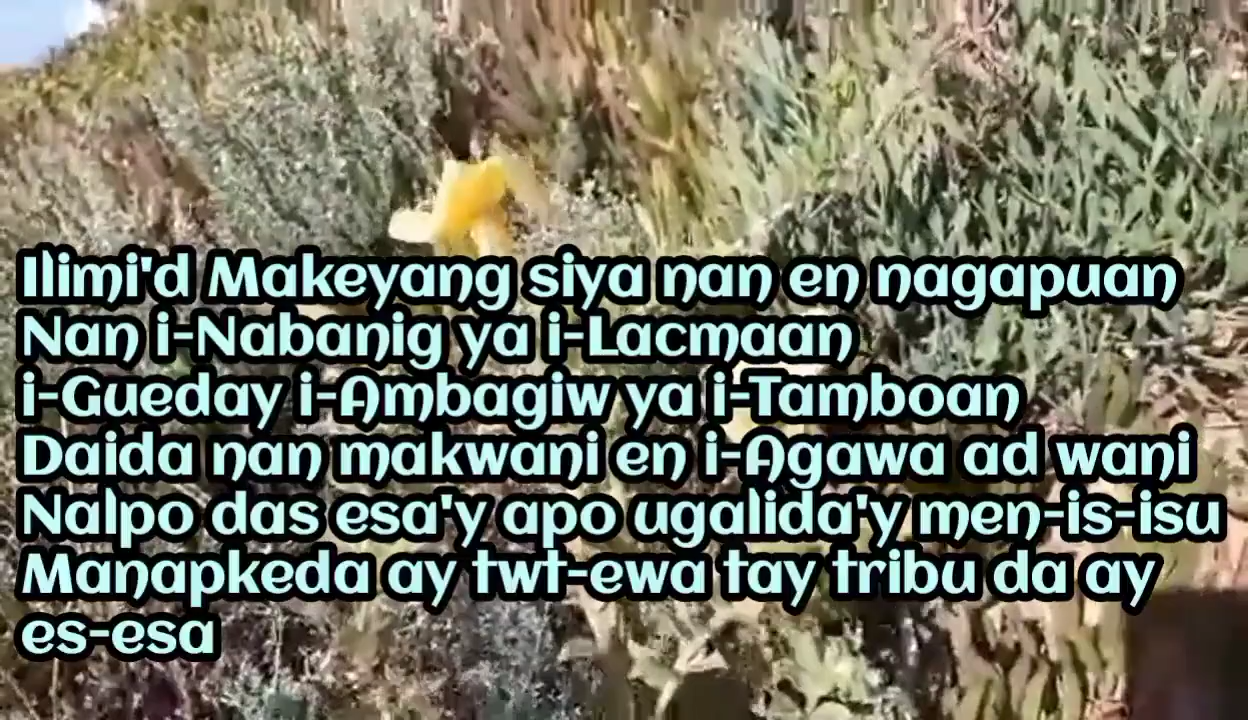 Ilimi'd Makeyang siya nan en nagapuan
Nan i-Nabanig ya i-Lacmaan
i-Gueday i-Ambagiw ya i-Tamboan
Daida nan makwani en i-Agawa ad wani
Nalpo das esa'y apo ugalida'y men-is-isu
Manapkeda ay twt-ewa tay tribu da ay
es-esa